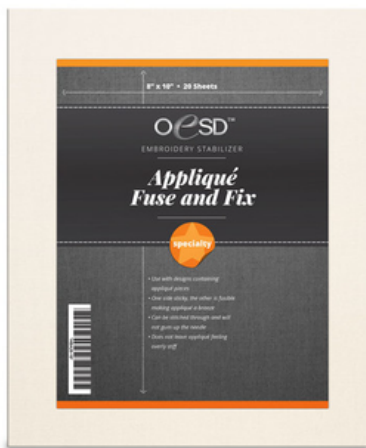 8" x 10" • 20 Sheets
OeSD™
EMBROIDERY STABILIZER
Appliqué
Fuse and Fix
specialty
• Use with designs containing
appliqué pieces
• One side sticky, the other is fusible
making appliqué a breeze
• Can be stitched through and will
not gum up the needle
• Does not leave appliqué feeling
overly stiff